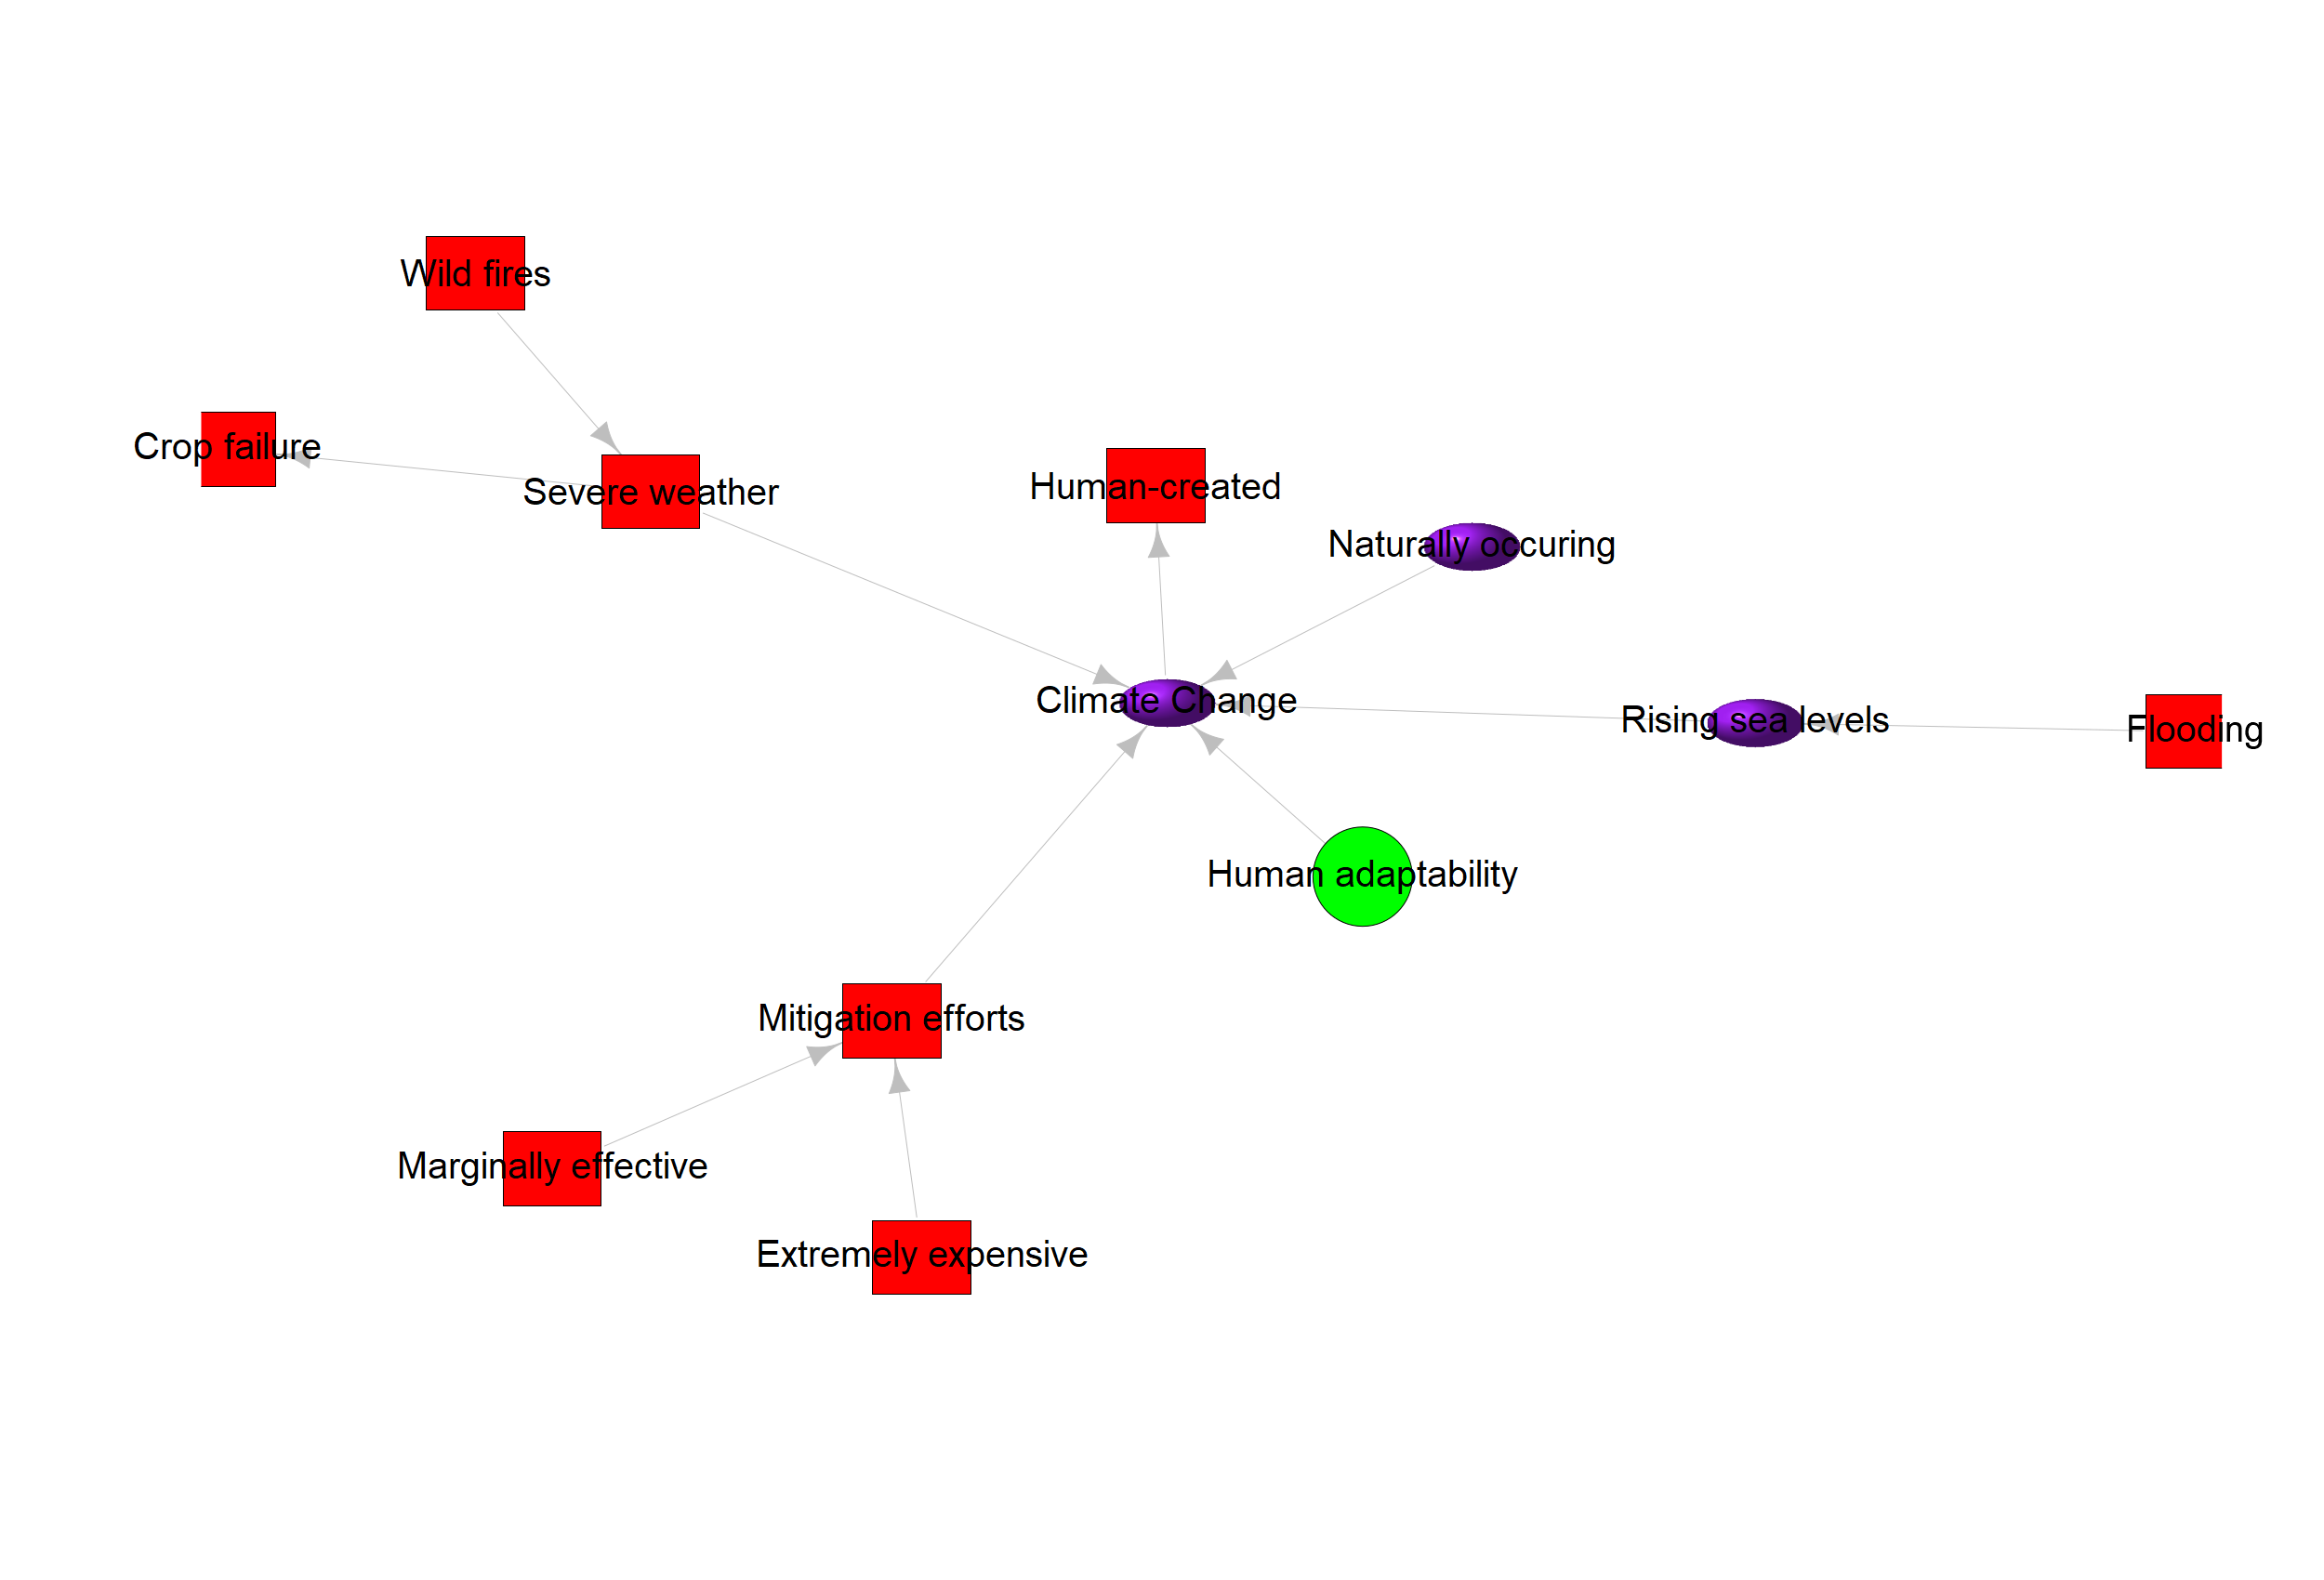 Wild fires
Crop failure
Severe weather
Human-created
Naturally occuring
Climate Change
Rising sea levels
Flooding
Human adaptability
Mitigation efforts
Marginally effective
Extremely expensive